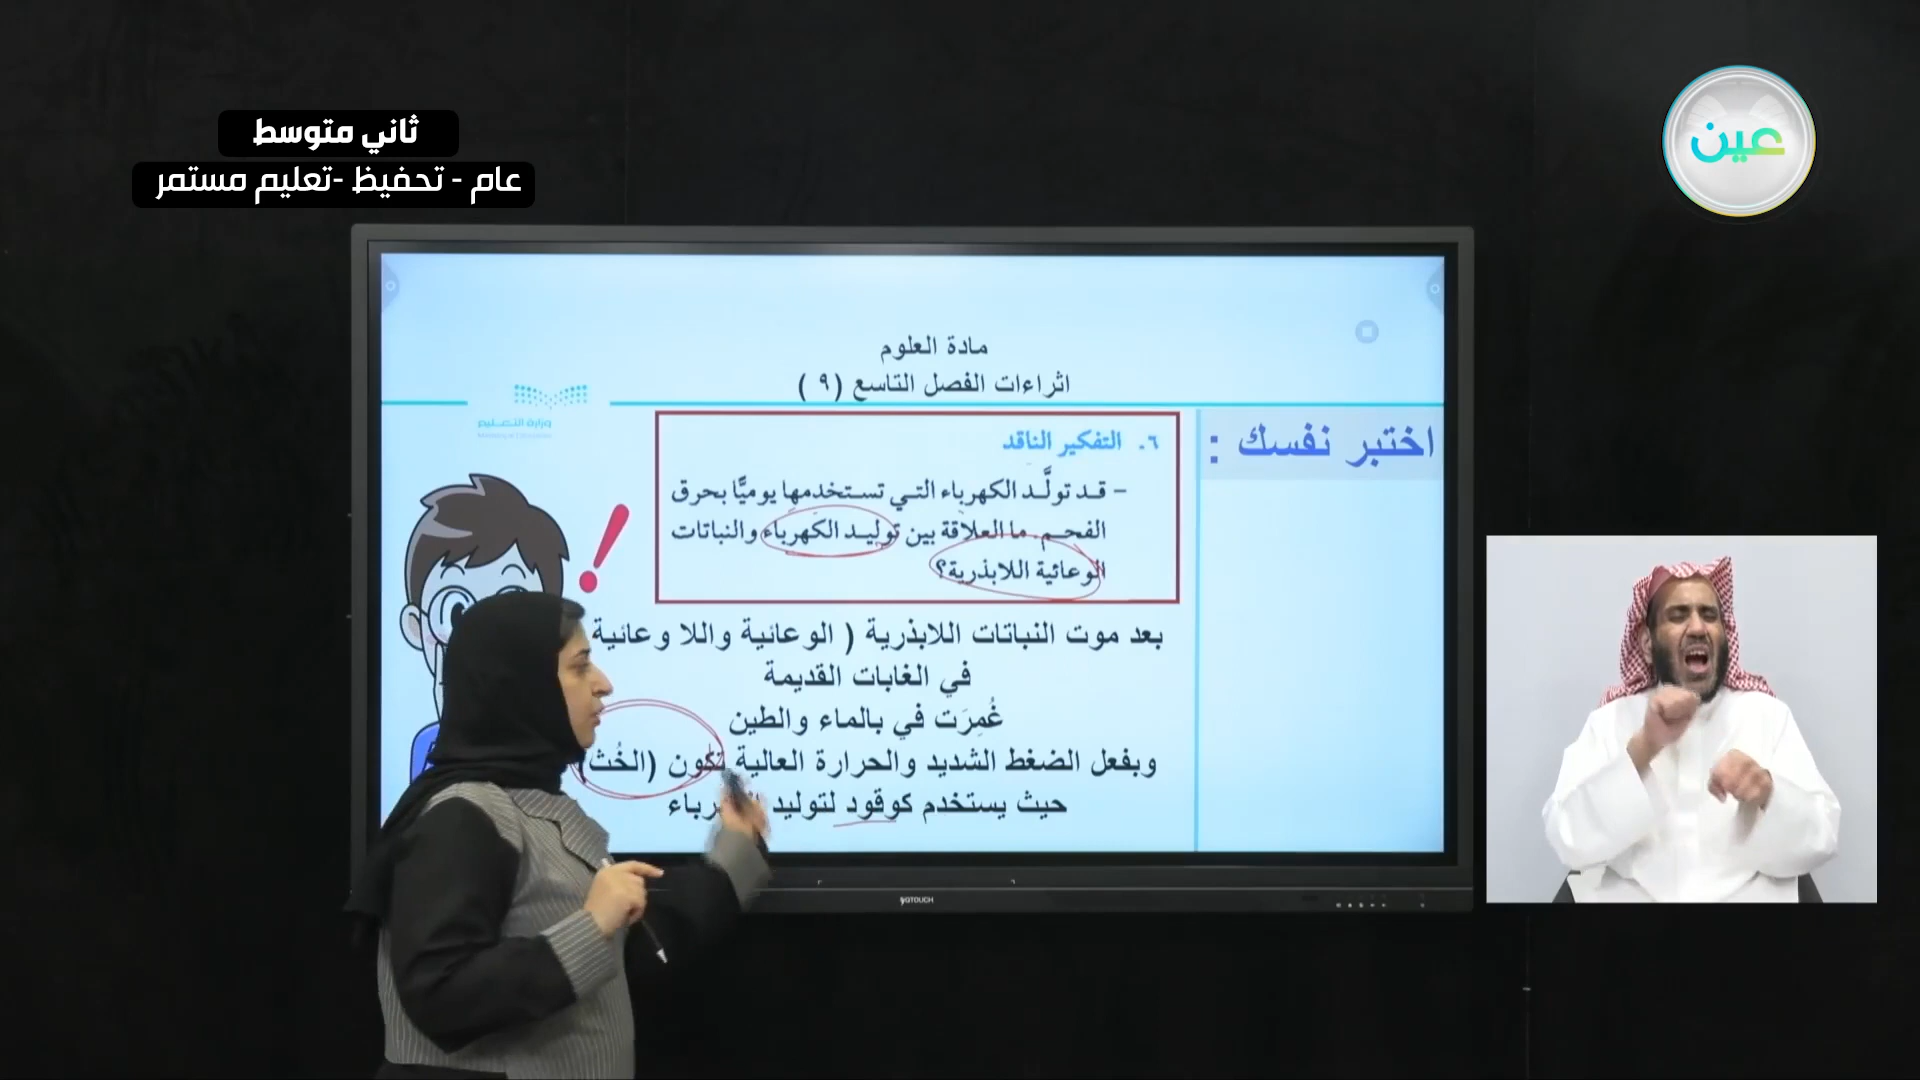 ثاني متوسط
عام - تحفيظ -تعليم مستمر
عين
مادة العلوم
اثراءات الفصل التاسع (٩)
وزارة التعليم
اختبر نفسك :
٦. التفكير الناقد
– قد تولَّد الكهرباء التي تستخدمها يوميًّا بحرق
الفحم. ما العلاقة بين توليد الكهرباء والنباتات
الوعائية اللابذرية؟
بعد موت النباتات اللابذرية ( الوعائية واللا وعائية
في الغابات القديمة
غُمِرَت في بالماء والطين
وبفعل الضغط الشديد والحرارة العالية تكون (الخُث)
حيث يستخدم كوقود لتوليد